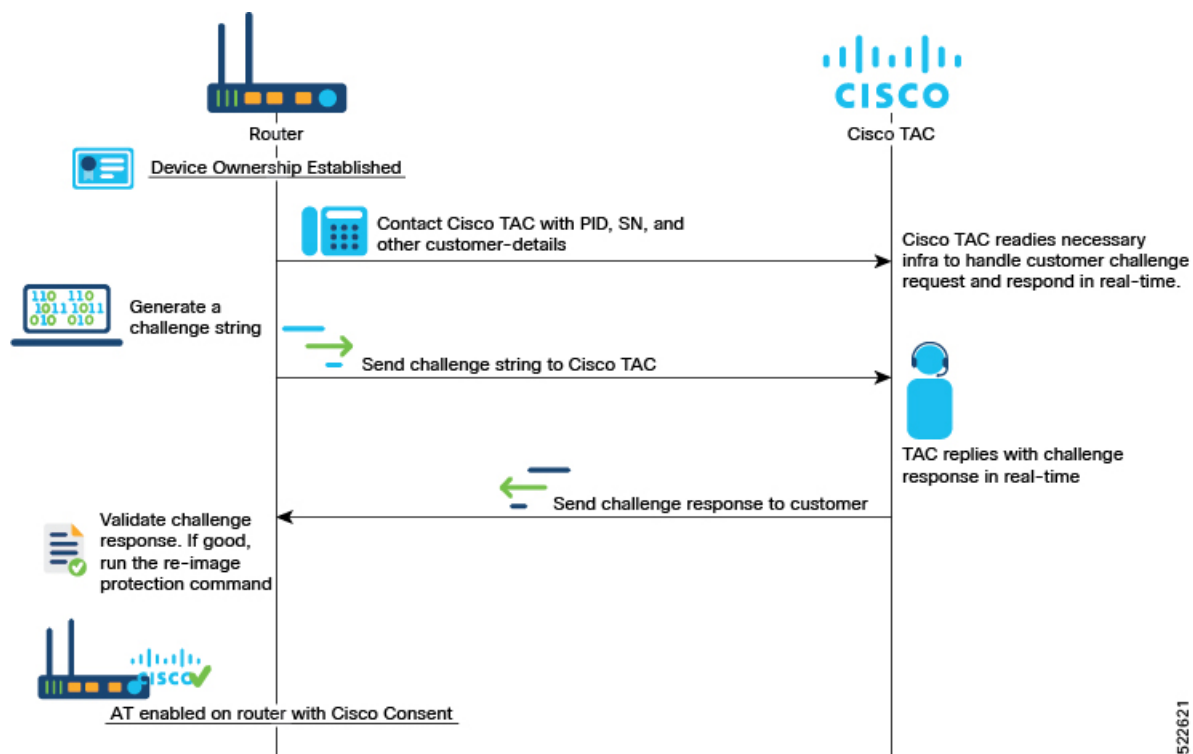 CISCO
Router
Cisco TAC
Device Ownership Established
Contact Cisco TAC with PID, SN, and
other customer-details
Cisco TAC readies necessary
infra to handle customer challenge
request and respond in real-time.
110 110
1011 1011
010 010
Generate a
challenge string
Send challenge string to Cisco TAC
TAC replies with challenge
response in real-time
Send challenge response to customer
Validate challenge
response. If good,
run the re-image
protection command
CISCO
AT enabled on router with Cisco Consent
522621